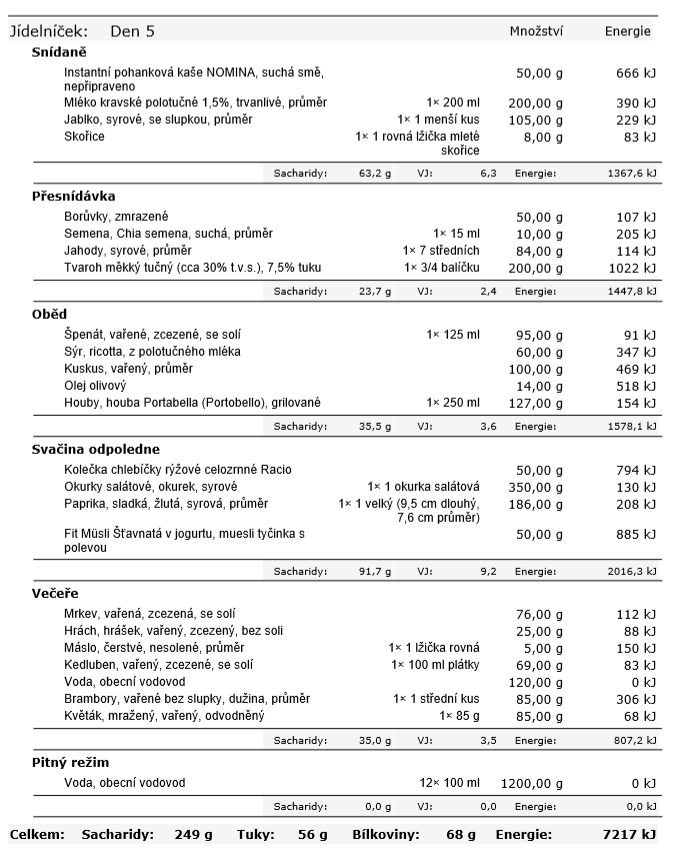 Jídelníček: Den 5 Množství Energie
Snídaně
Instantní pohanková kaše NOMINA, suchá smě, 50,00 g 666 kJ
nepřipraveno
Mléko kravské polotučné 1,5%, trvanlivé, průměr 1× 200 ml 200,00 g 390 kJ
Jablko, syrové, se slupkou, průměr 1× 1 menší kus 105,00 g 229 kJ
Skořice 1× 1 rovná lžička mleté 8,00 g 83 kJ
skořice
Sacharidy: 63,2 g VJ: 6,3 Energie: 1367,6 kJ
Přesnídávka
Borůvky, zmrazené 50,00 g 107 kJ
Semena, Chia semena, suchá, průměr 1× 15 ml 10,00 g 205 kJ
Jahody, syrové, průměr 1× 7 středních 84,00 g 114 kJ
Tvaroh měkký tučný (cca 30% t.v.s.), 7,5% tuku 1× 3/4 balíčku 200,00 g 1022 kJ
Sacharidy: 23,7 g VJ: 2,4 Energie: 1447,8 kJ
Oběd
Špenát, vařené, zcezené, se solí 1× 125 ml 95,00 g 91 kJ
Sýr, ricotta, z polotučného mléka 60,00 g 347 kJ
Kuskus, vařený, průměr 100,00 g 469 kJ
Olej olivový 14,00 g 518 kJ
Houby, houba Portabella (Portobello), grilované 1× 250 ml 127,00 g 154 kJ
Sacharidy: 35,5 g VJ: 3,6 Energie: 1578,1 kJ
Svačina odpoledne
Kolečka chlebíčky rýžové celozrnné Racio 50,00 g 794 kJ
Okurky salátové, okurek, syrové 1× 1 okurka salátová 350,00 g 130 kJ
Paprika, sladká, žlutá, syrová, průměr 1× 1 velký (9,5 cm dlouhý, 186,00 g 208 kJ
7,6 cm průměr)
Fit Müsli Šťavnatá v jogurtu, muesli tyčinka s 50,00 g 885 kJ
polevou
Sacharidy: 91,7 g VJ: 9,2 Energie: 2016,3 kJ
Večeře
Mrkev, vařená, zcezená, se solí 76,00 g 112 kJ
Hrách, hrášek, vařený, zcezený, bez soli 25,00 g 88 kJ
Máslo, čerstvé, nesolené, průměr 1× 1 lžička rovná 5,00 g 150 kJ
Kedluben, vařený, zcezené, se solí 1× 100 ml plátky 69,00 g 83 kJ
Voda, obecní vodovod 120,00 g 0 kJ
Brambory, vařené bez slupky, dužina, průměr 1× 1 střední kus 85,00 g 306 kJ
Květák, mražený, vařený, odvodněný 1× 85 g 85,00 g 68 kJ
Sacharidy: 35,0 g VJ: 3,5 Energie: 807,2 kJ
Pitný režim
Voda, obecní vodovod 12× 100 ml 1200,00 g 0 kJ
Sacharidy: 0,0 g VJ: 0,0 Energie: 0,0 kJ
Celkem: Sacharidy: 249 g Tuky: 56 g Bílkoviny: 68 g Energie: 7217 kJ